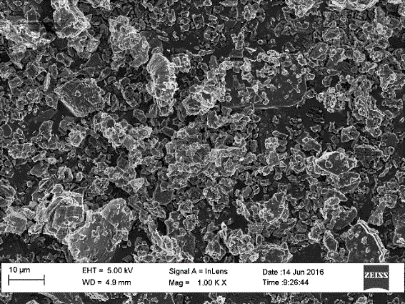 10 µm
EHT = 5.00 kV
WD = 4.9 mm
Signal A = InLens
Mag = 1.00 K X
Date :14 Jun 2016
Time :9:26:44
ZEISS